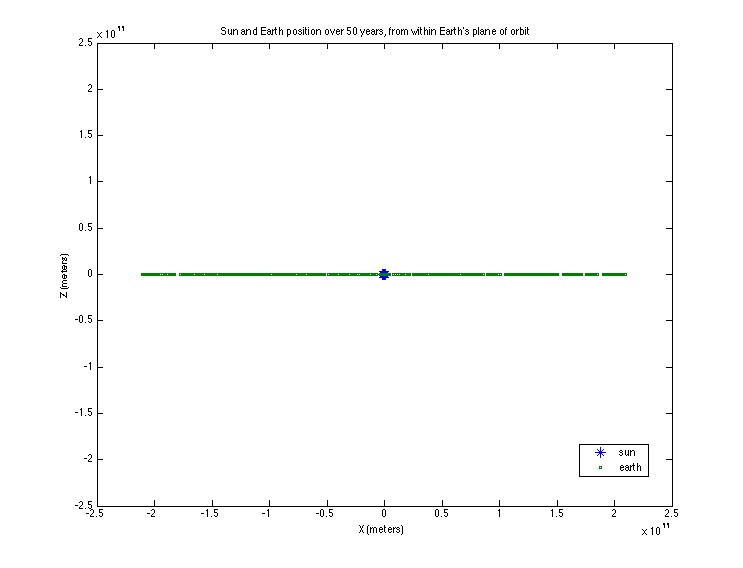 Sun and Earth position over 50 years, from within Earth's plane of orbit
x 10^11
2.5
2
1.5
1
0.5
0
-0.5
-1
-1.5
-2
-2.5
Z (meters)
sun
earth
-2.5 -2 -1.5 -1 -0.5 0 0.5 1 1.5 2 2.5
X (meters)
x 10^11